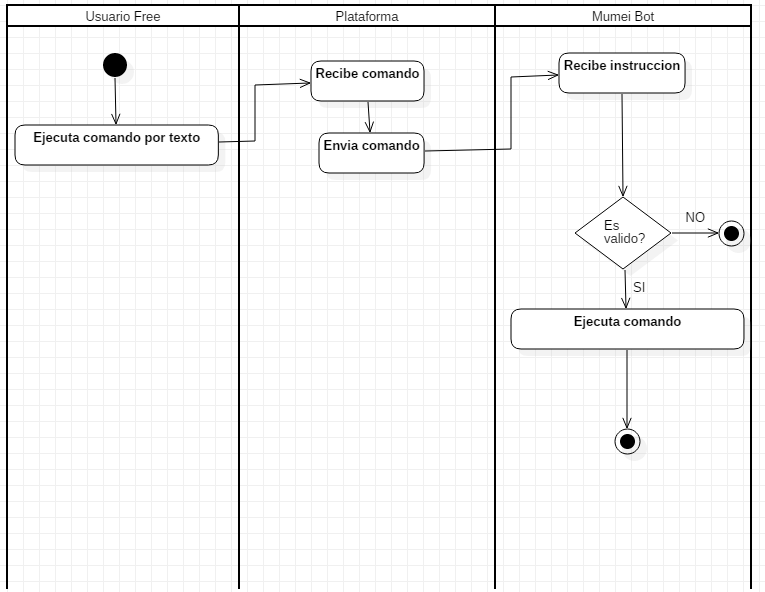 Usuario Free
Plataforma
Mumei Bot
Ejecuta comando por texto
Recibe comando
Envia comando
Recibe instruccion
Es
valido?
NO
SI
Ejecuta comando